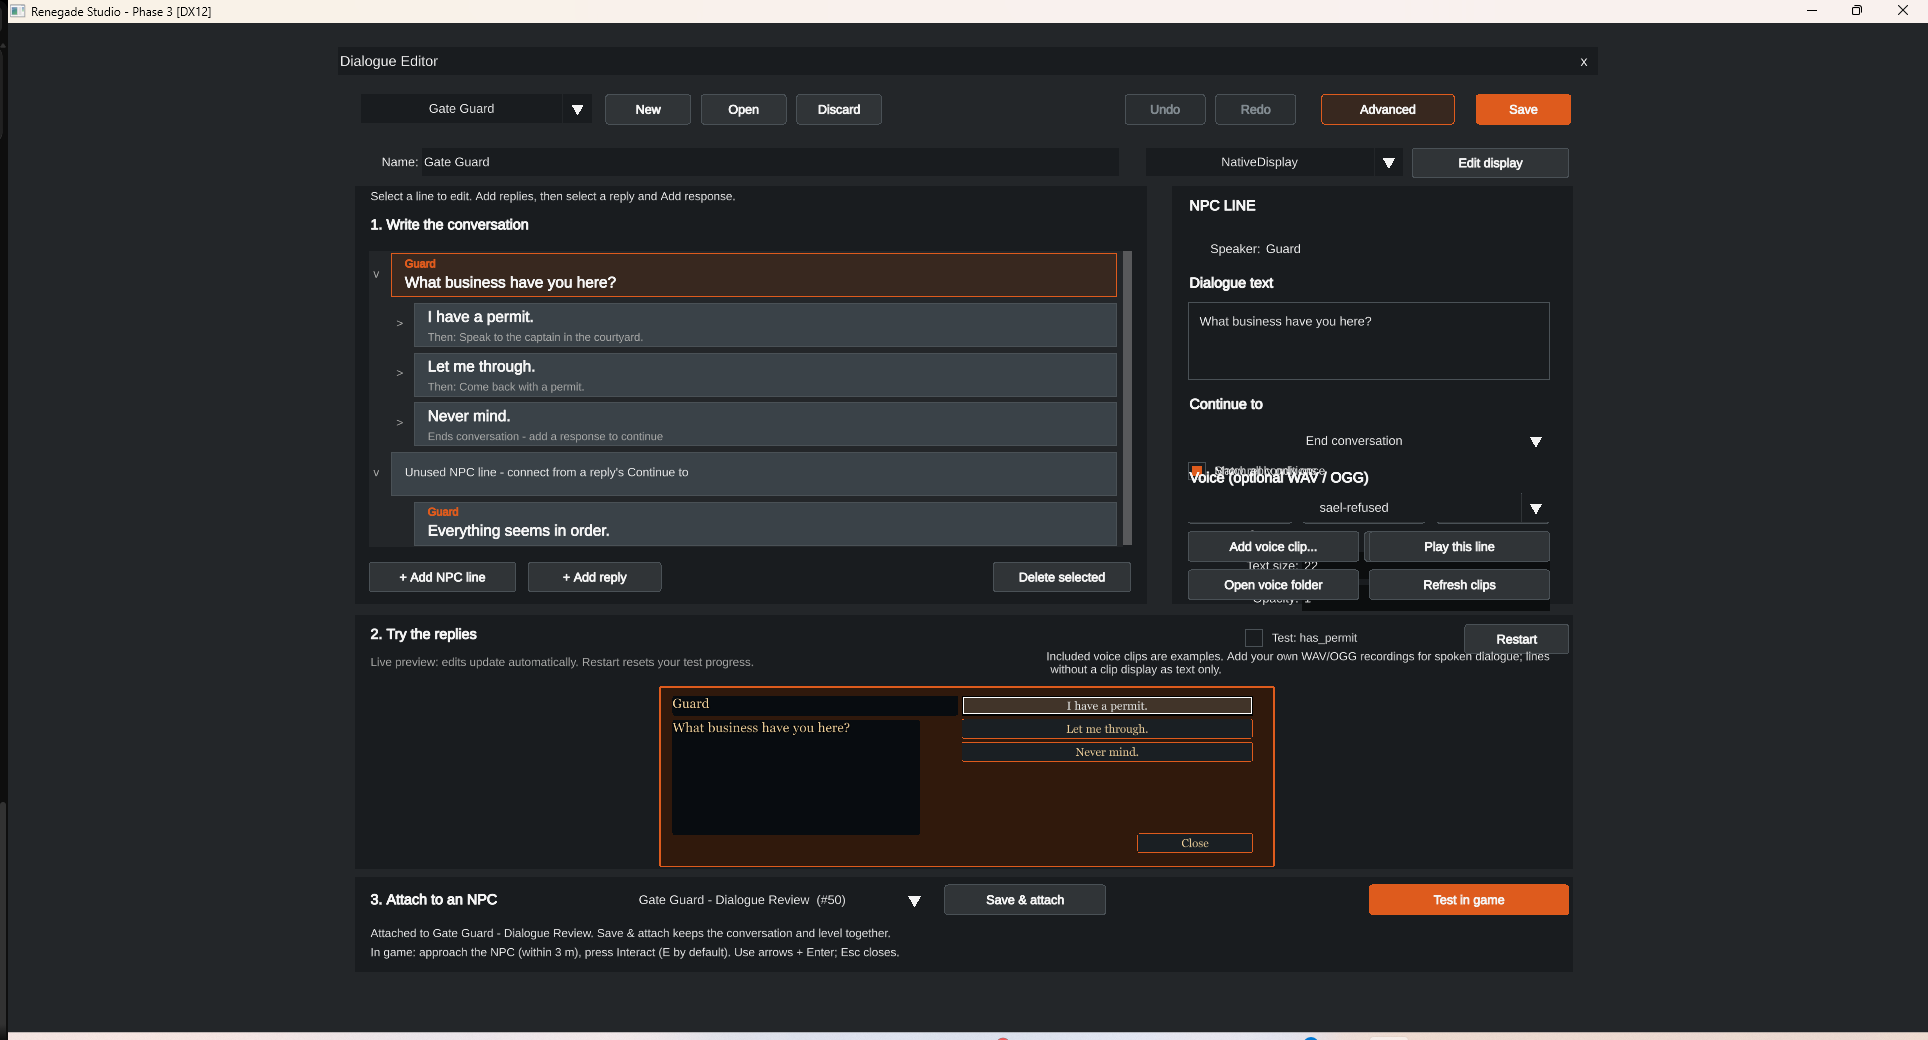 Renegade Studio - Phase 3 [DX12]
Dialogue Editor
x
Gate Guard
New
Open
Discard
Undo
Redo
Advanced
Save
Name: Gate Guard
NativeDisplay
Edit display
Select a line to edit. Add replies, then select a reply and Add response.
1. Write the conversation
v
Guard
What business have you here?
>
I have a permit.
Then: Speak to the captain in the courtyard.
>
Let me through.
Then: Come back with a permit.
>
Never mind.
Ends conversation - add a response to continue
v
Unused NPC line - connect from a reply's Continue to
Guard
Everything seems in order.
+ Add NPC line
+ Add reply
Delete selected
NPC LINE
Speaker: Guard
Dialogue text
What business have you here?
Continue to
End conversation
Voice (optional WAV / OGG)
sael-refused
Add voice clip...
Play this line
Text size: 22
Open voice folder
Refresh clips
Opacity: 1
2. Try the replies
Test: has_permit
Restart
Live preview: edits update automatically. Restart resets your test progress.
Included voice clips are examples. Add your own WAV/OGG recordings for spoken dialogue; lines
without a clip display as text only.
Guard
What business have you here?
I have a permit.
Let me through.
Never mind.
Close
3. Attach to an NPC
Gate Guard - Dialogue Review (#50)
Save & attach
Test in game
Attached to Gate Guard - Dialogue Review. Save & attach keeps the conversation and level together.
In game: approach the NPC (within 3 m), press Interact (E by default). Use arrows + Enter; Esc closes.